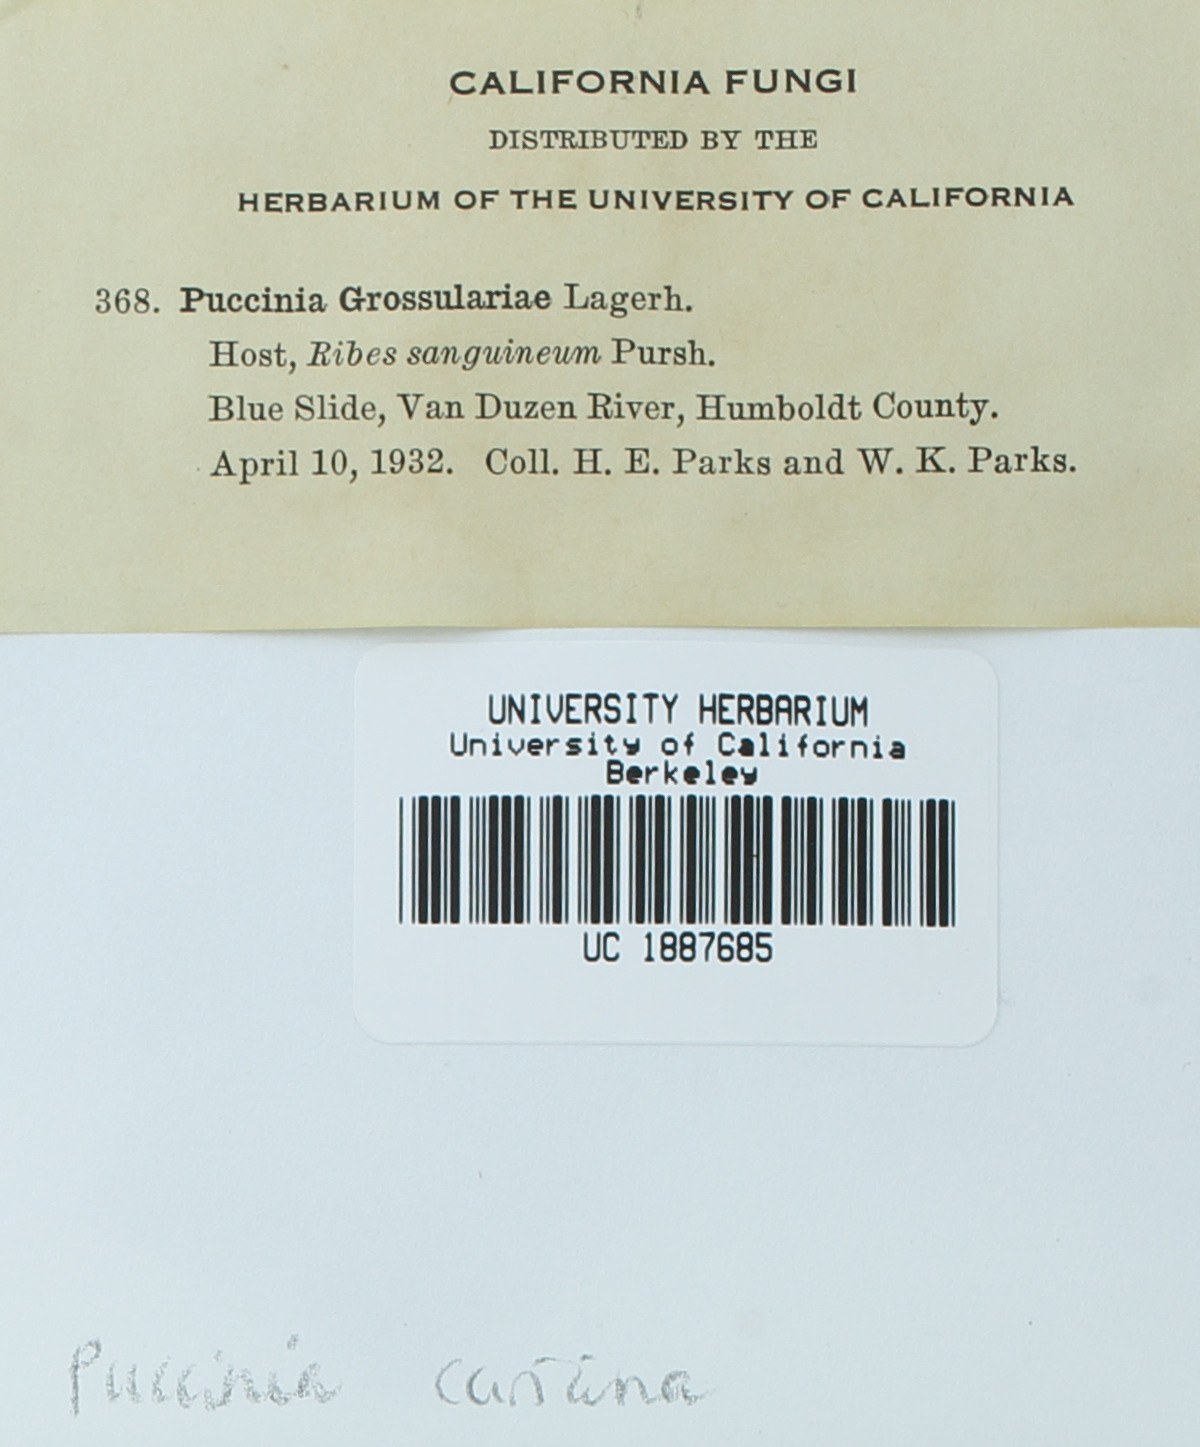 CALIFORNIA FUNGI
DISTRIBUTED BY THE
HERBARIUM OF THE UNIVERSITY OF CALIFORNIA
368. Puccinia Grossulariae Lagerh.
Host, Ribes sanguineum Pursh.
Blue Slide, Van Duzen River, Humboldt County.
April 10, 1932. Coll. H. E. Parks and W. K. Parks.
UNIVERSITY HERBARIUM
University of California
Berkeley
UC 1887685
Puccinia